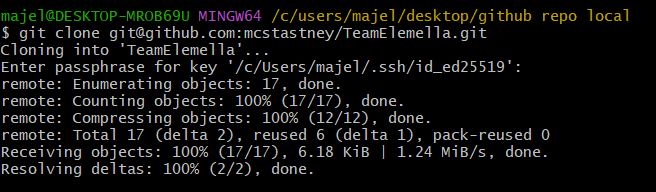 majel@DESKTOP-MROB69U MINGW64 /c/users/majel/desktop/github repo local
$ git clone git@github.com:mcstastney/TeamElemella.git
Cloning into 'TeamElemella'...
Enter passphrase for key '/c/Users/majel/.ssh/id_ed25519':
remote: Enumerating objects: 17, done.
remote: Counting objects: 100% (17/17), done.
remote: Compressing objects: 100% (12/12), done.
remote: Total 17 (delta 2), reused 6 (delta 1), pack-reused 0
Receiving objects: 100% (17/17), 6.18 KiB | 1.24 MiB/s, done.
Resolving deltas: 100% (2/2), done.